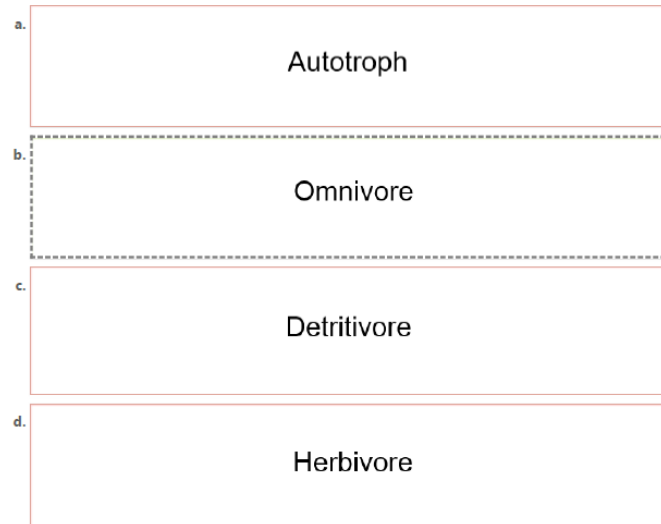 a.
Autotroph
b.
Omnivore
c.
Detritivore
d.
Herbivore